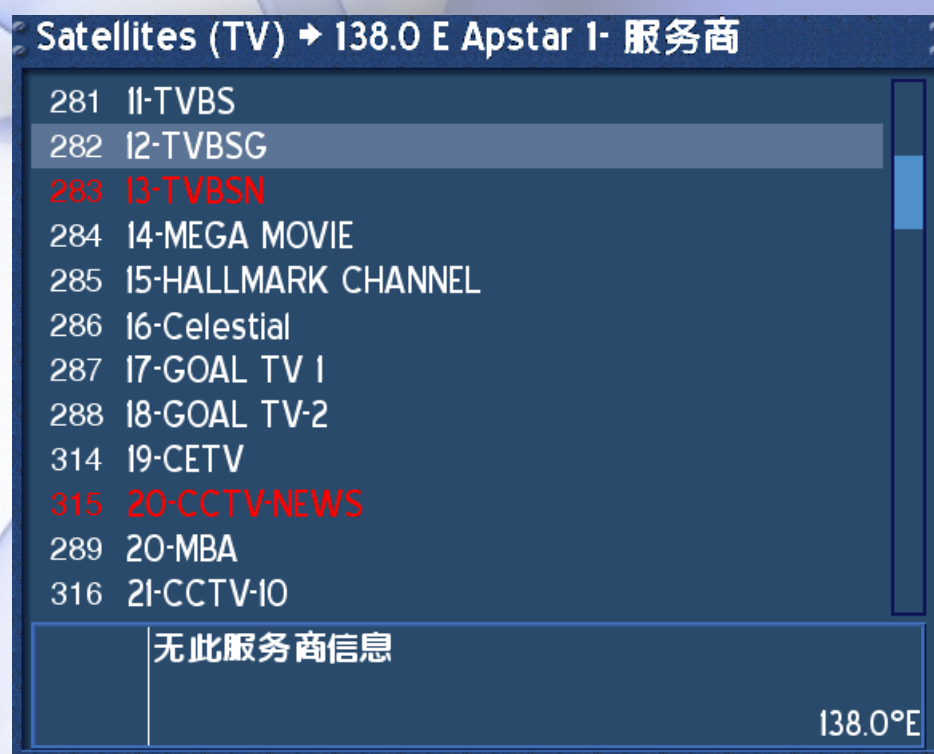 Satellites (TV) → 138.0 E Apstar 1- 服务商
281 11-TVBS
282 12-TVBSG
283 13-TVBSN
284 14-MEGA MOVIE
285 15-HALLMARK CHANNEL
286 16-Celestial
287 17-GOAL TV 1
288 18-GOAL TV-2
314 19-CETV
315 20-CCTV-NEWS
289 20-MBA
316 21-CCTV-10
无此服务商信息
138.0°E